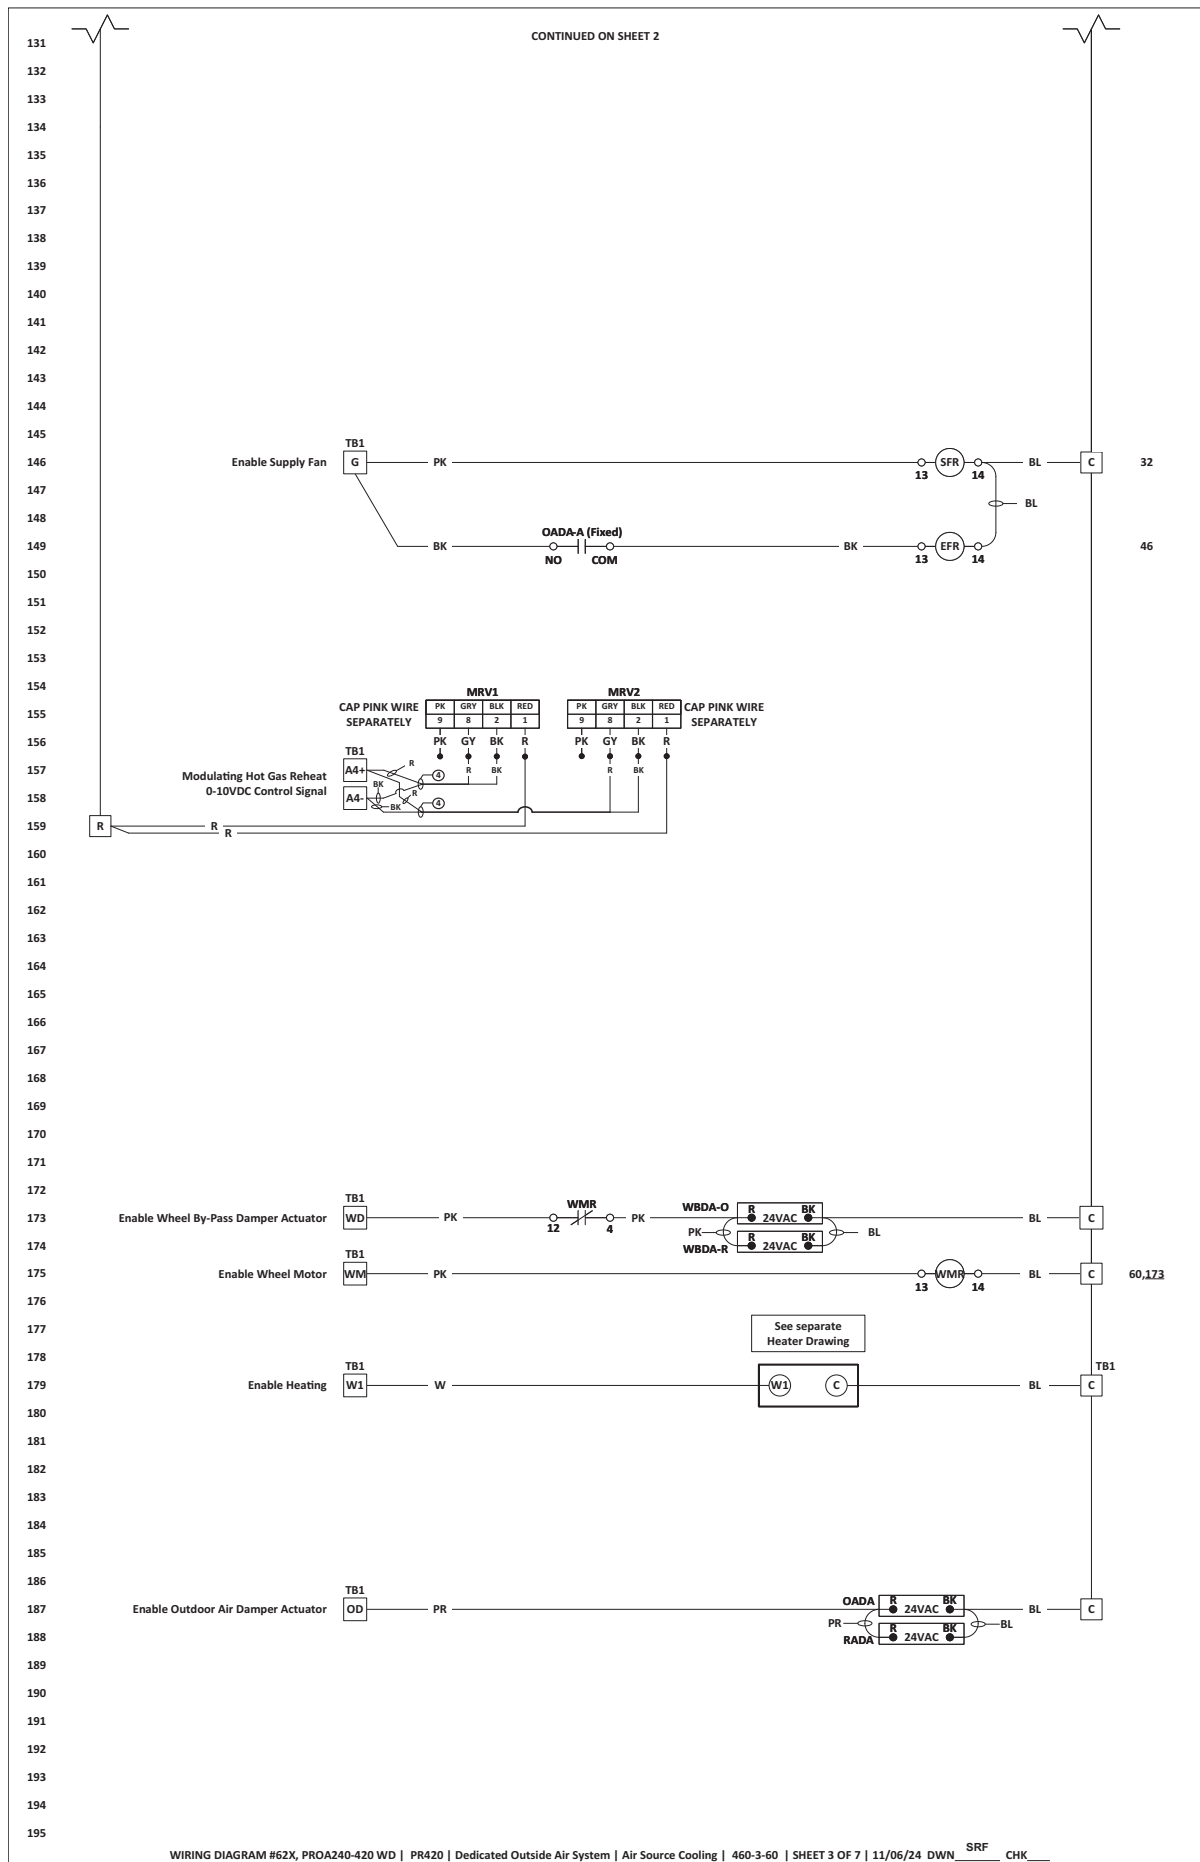 CONTINUED ON SHEET 2
131
132
133
134
135
136
137
138
139
140
141
142
143
144
145
TB1
146 Enable Supply Fan G PK 13 SFR 14 BL C 32
147
BL
148
OADA-A (Fixed)
149 BK NO COM BK 13 EFR 14 46
150
151
152
153
154
MRV1 MRV2
CAP PINK WIRE SEPARATELY PK GRY BLK RED PK GRY BLK RED CAP PINK WIRE SEPARATELY
155 9 8 2 1 9 8 2 1
156 PK GY BK R PK GY BK R
TB1
157 A4+ R 4 R BK R BK
Modulating Hot Gas Reheat
0-10VDC Control Signal
BK R
158 A4- BK 4
159 R R
R
160
161
162
163
164
165
166
167
168
169
170
171
172
TB1 WMR WBDA-O R BK
173 Enable Wheel By-Pass Damper Actuator WD PK 12 4 PK 24VAC BL C
PK BL
174 WBDA-R R 24VAC BK
TB1
175 Enable Wheel Motor WM PK 13 WMR 14 BL C 60,173
176
177
See separate
Heater Drawing
178
TB1 TB1
179 Enable Heating W1 W W1 C BL C
180
181
182
183
184
185
186
TB1 OADA R BK
187 Enable Outdoor Air Damper Actuator OD PR 24VAC BL C
PR BL
188 RADA R 24VAC BK
189
190
191
192
193
194
195
WIRING DIAGRAM #62X, PROA240-420 WD | PR420 | Dedicated Outside Air System | Air Source Cooling | 460-3-60 | SHEET 3 OF 7 | 11/06/24 DWN SRF CHK